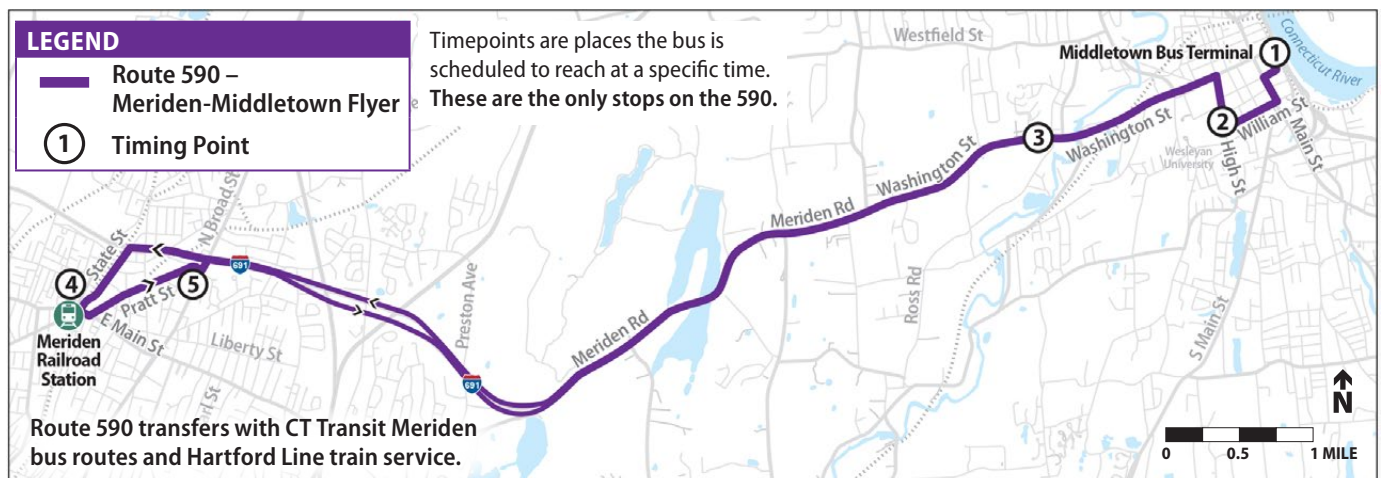 LEGEND
Route 590 –
Meriden-Middletown Flyer
1
Timing Point
Timepoints are places the bus is
scheduled to reach at a specific time.
These are the only stops on the 590.
Westfield St
Middletown Bus Terminal
1
Connecticut River
2
William St
Main St
3
Washington St
Wesleyan
University
High St
Washington St
Meriden Rd
Ross Rd
S Main St
N Broad St
State St
691
4
5
Pratt St
E Main St
Meriden
Railroad
Station
Liberty St
Preston Ave
691
Meriden Rd
Route 590 transfers with CT Transit Meriden
bus routes and Hartford Line train service.
N
0 0.5 1 MILE